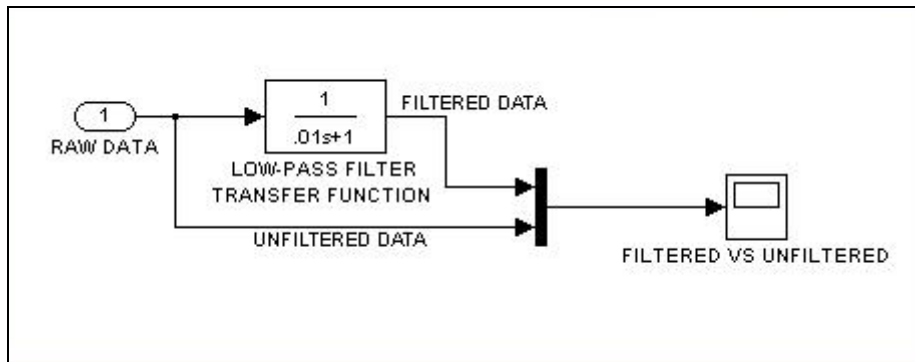 1
RAW DATA
1
.01s+1
LOW-PASS FILTER
TRANSFER FUNCTION
FILTERED DATA
UNFILTERED DATA
FILTERED VS UNFILTERED